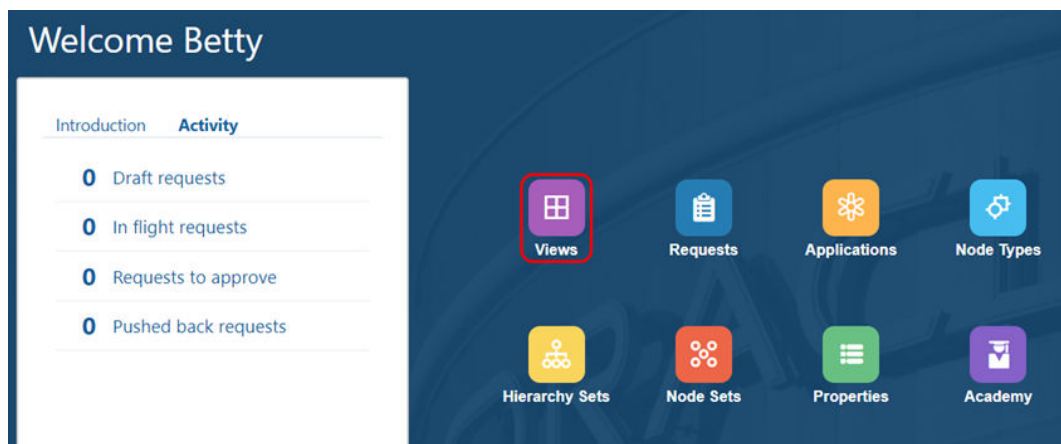 Welcome Betty
Introduction Activity
0 Draft requests
0 In flight requests
0 Requests to approve
0 Pushed back requests
Views Requests Applications Node Types
Hierarchy Sets Node Sets Properties Academy